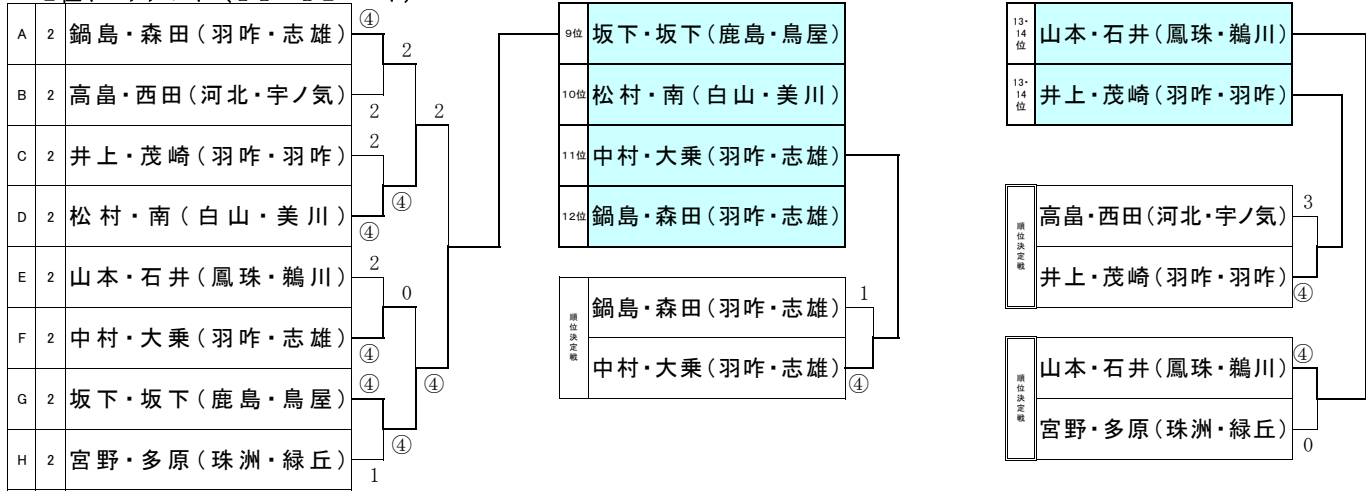 A 2 鍋島・森田(羽咋・志雄) ④
2
B 2 高畠・西田(河北・宇ノ気) 2
2
C 2 井上・茂崎(羽咋・羽咋) 2
④
D 2 松村・南(白山・美川) ④
E 2 山本・石井(鳳珠・鵜川) 2
0
F 2 中村・大乗(羽咋・志雄) ④
④
G 2 坂下・坂下(鹿島・鳥屋) ④
④
H 2 宮野・多原(珠洲・緑丘) 1
9位 坂下・坂下(鹿島・鳥屋)
10位 松村・南(白山・美川)
11位 中村・大乗(羽咋・志雄)
12位 鍋島・森田(羽咋・志雄)
順位決定戦
鍋島・森田(羽咋・志雄) 1
中村・大乗(羽咋・志雄) ④
13・14位 山本・石井(鳳珠・鵜川)
13・14位 井上・茂崎(羽咋・羽咋)
順位決定戦
高畠・西田(河北・宇ノ気) 3
井上・茂崎(羽咋・羽咋) ④
順位決定戦
山本・石井(鳳珠・鵜川) ④
宮野・多原(珠洲・緑丘) 0